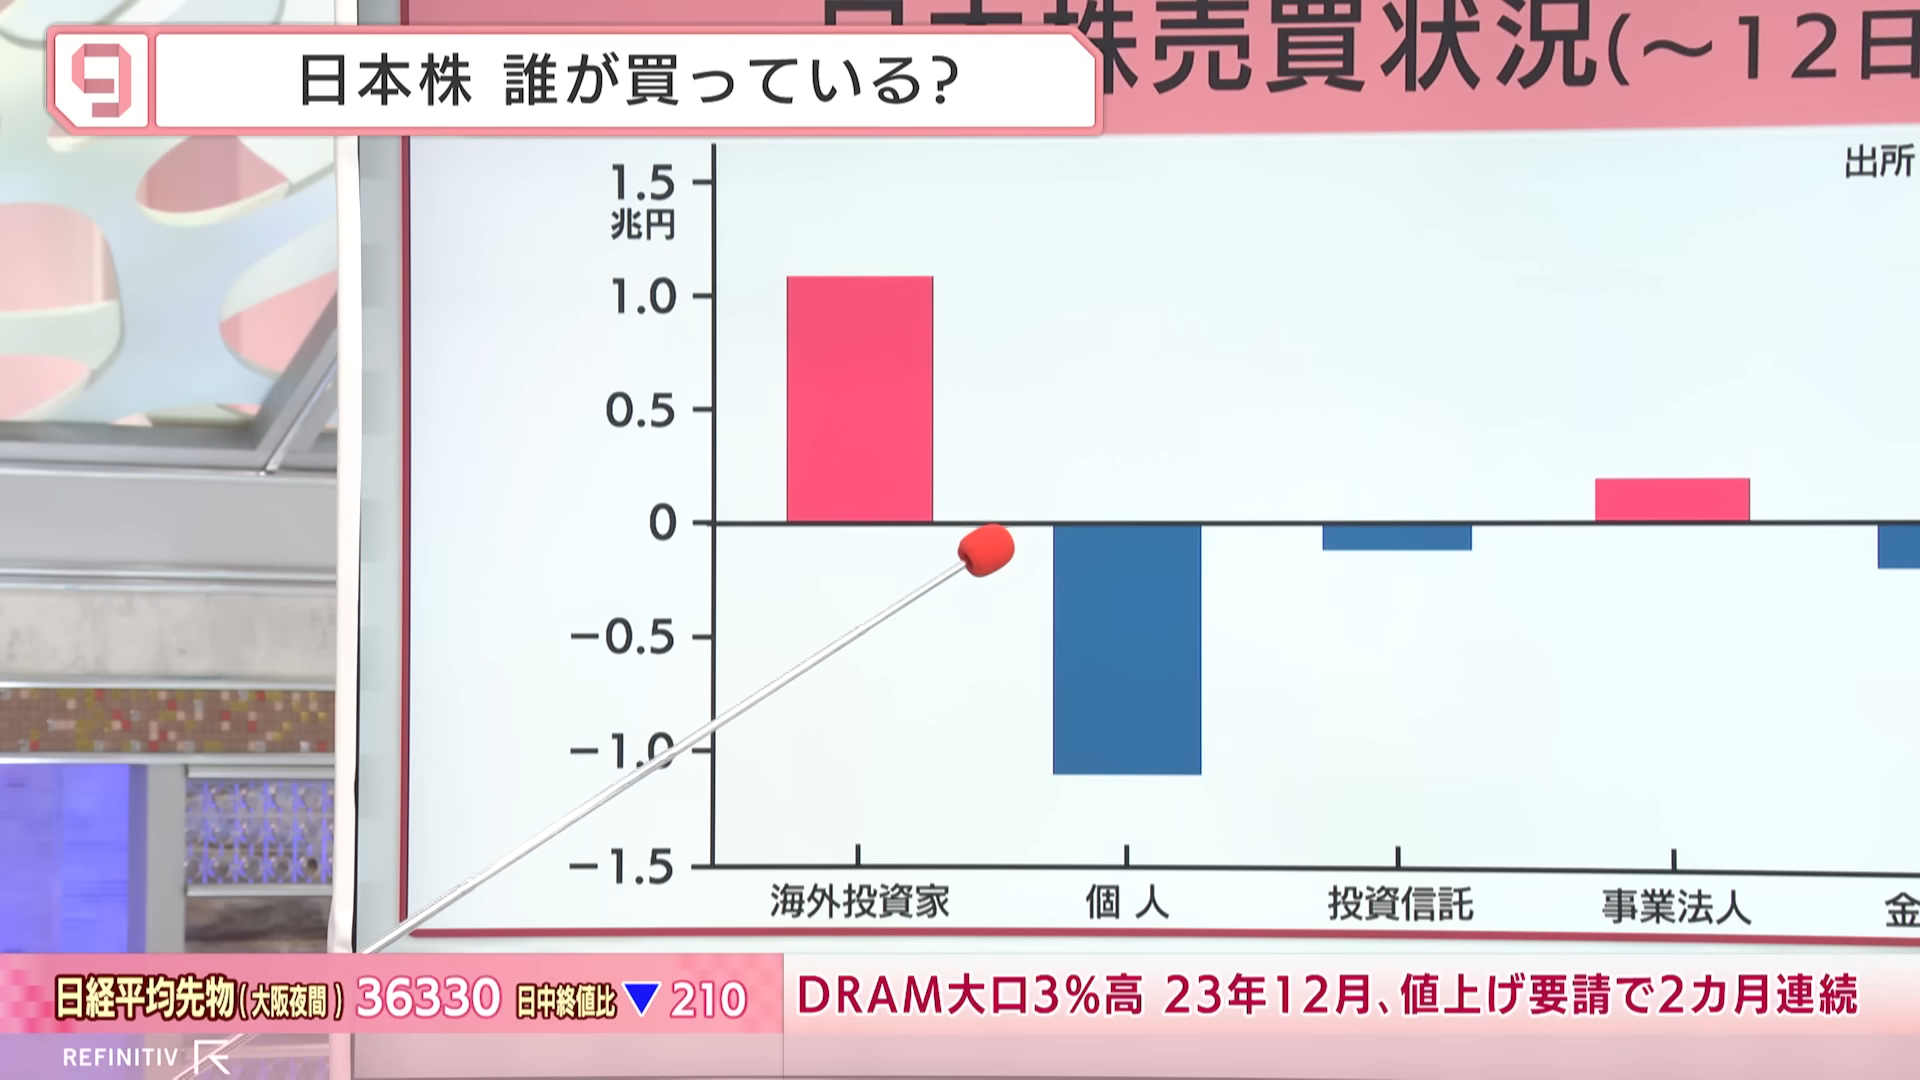 9
日本株 誰が買っている?
日本株売買状況(～12日
出所
1.5
兆円
1.0
0.5
0
－0.5
－1.0
－1.5
海外投資家
個人
投資信託
事業法人
金
日経平均先物(大阪夜間) 36330 日中終値比 ▼ 210
DRAM大口3%高 23年12月、値上げ要請で2カ月連続
REFINITIV